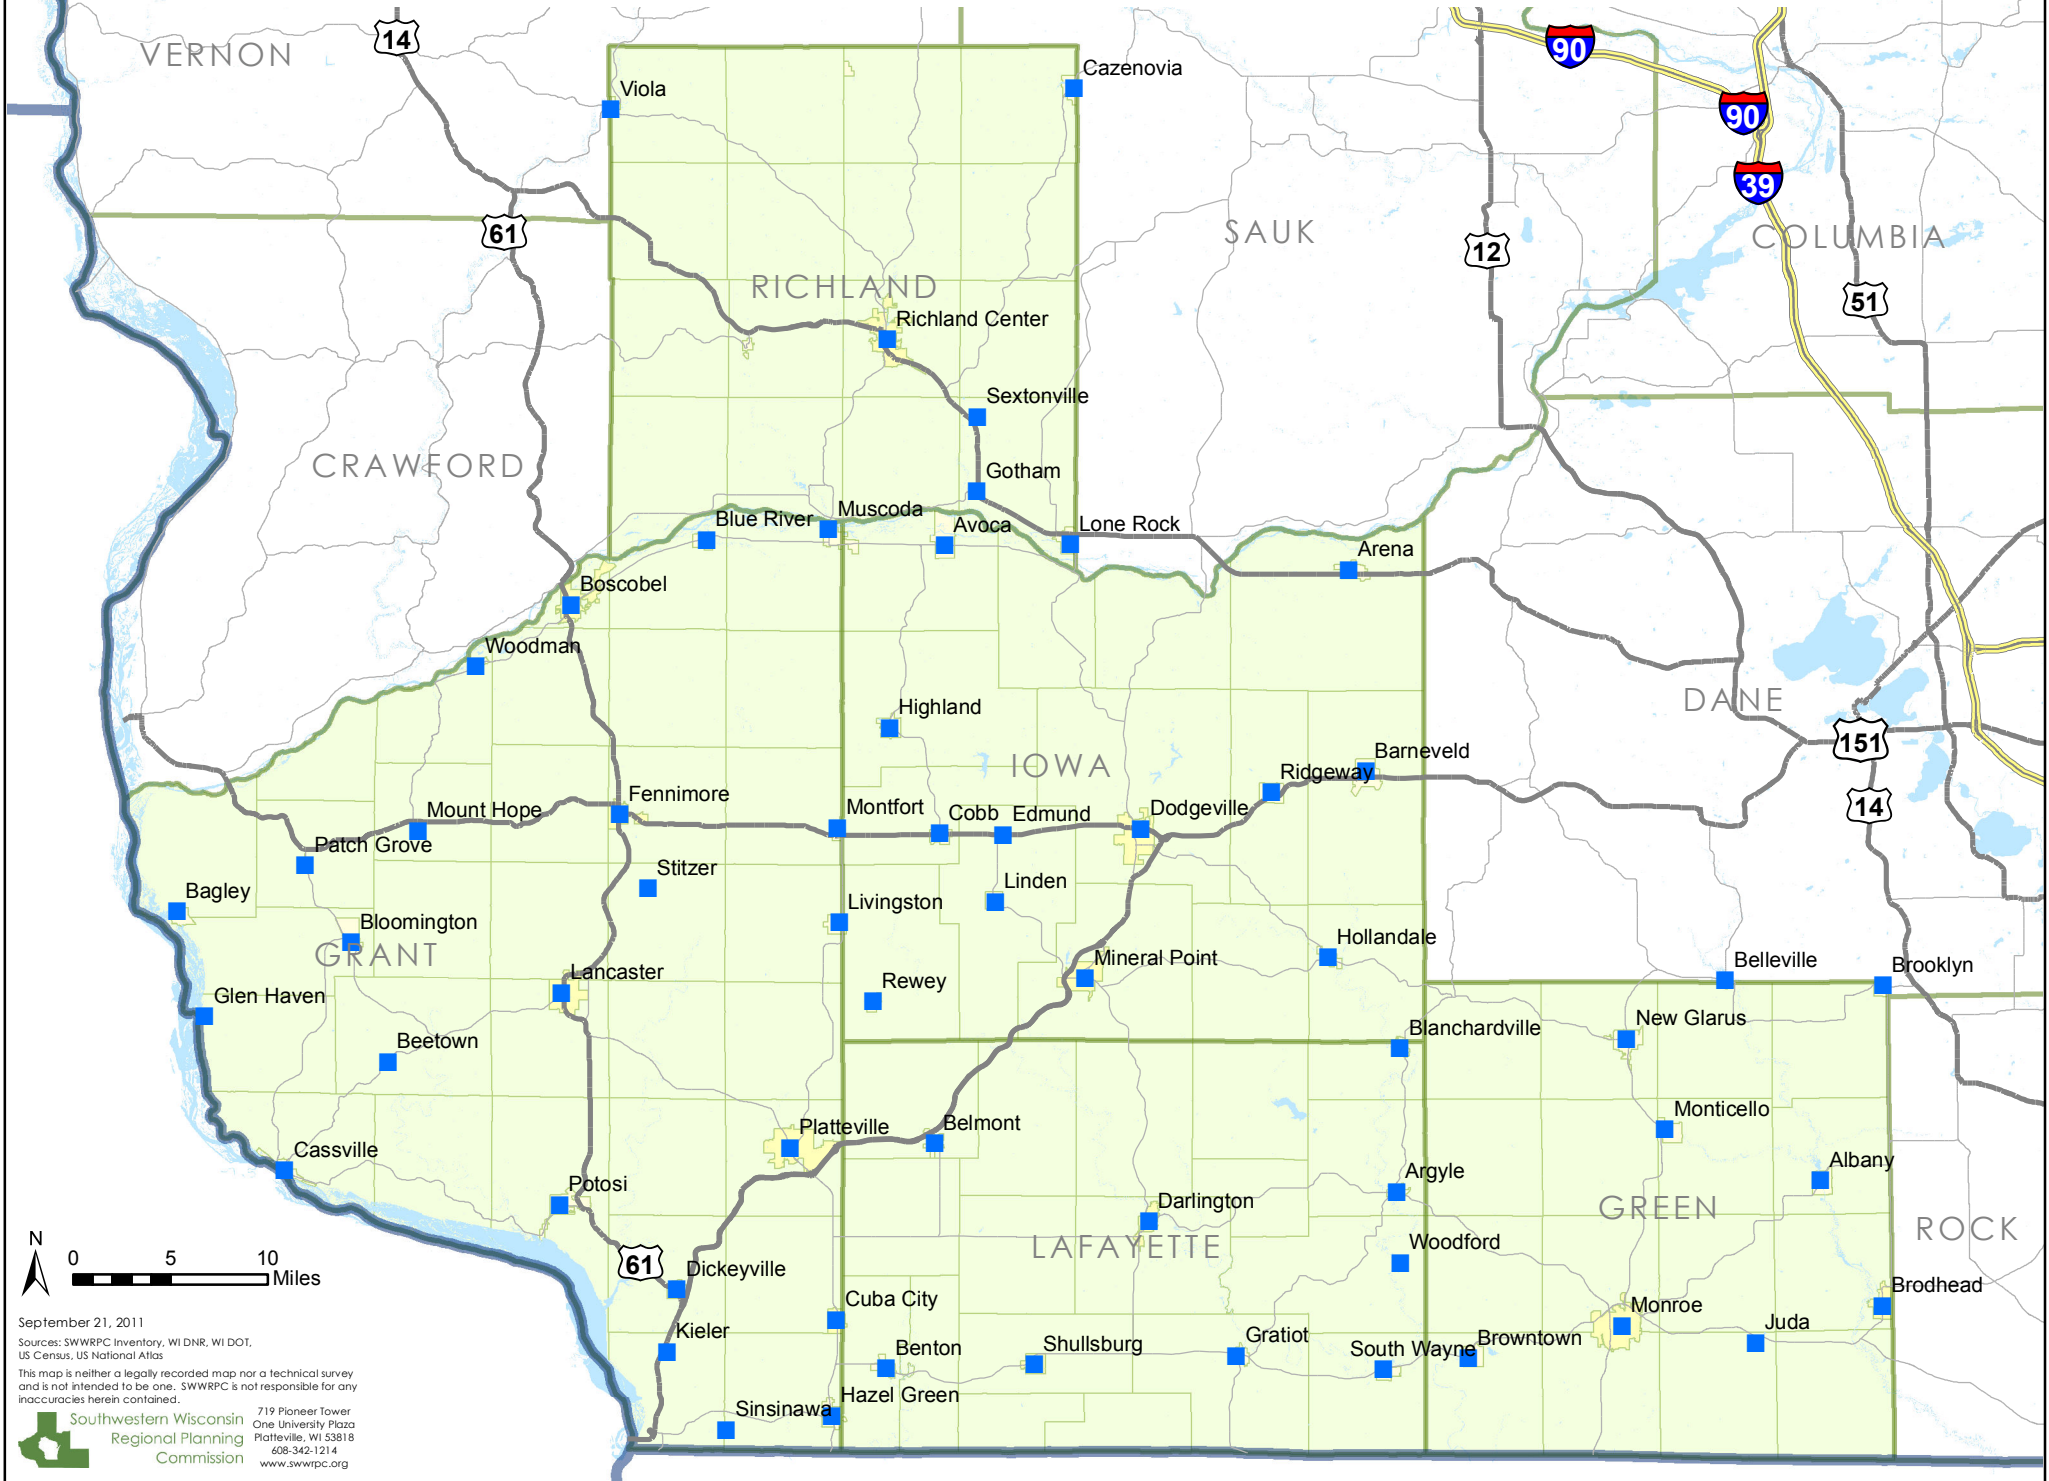 14
VERNON
90
Cazenovia
Viola
90
39
61
SAUK
12
COLUMBIA
RICHLAND
51
Richland Center
Sextonville
CRAWFORD
Gotham
Muscoda
Blue River
Avoca
Lone Rock
Arena
Boscobel
Woodman
DANE
Highland
151
IOWA
Barneveld
Ridgeway
Fennimore
Mount Hope
Montfort
Cobb
Edmund
Dodgeville
14
Patch Grove
Stitzer
Linden
Bagley
Livingston
Bloomington
Hollandale
GRANT
Mineral Point
Belleville
Brooklyn
Lancaster
Rewey
Glen Haven
New Glarus
Blanchardville
Beetown
Monticello
Platteville
Belmont
Cassville
Albany
Argyle
Potosi
Darlington
GREEN
ROCK
LAFAYETTE
Woodford
61
Dickeyville
Brodhead
Cuba City
Monroe
Juda
Kieler
Gratiot
Browntown
Shullsburg
South Wayne
Benton
Hazel Green
Sinsinawa
N
0 5 10
Miles
September 21, 2011
Sources: SWWRPC Inventory, WI DNR, WI DOT,
US Census, US National Atlas
This map is neither a legally recorded map nor a technical survey
and is not intended to be one. SWWRPC is not responsible for any
inaccuracies herein contained.
Southwestern Wisconsin
Regional Planning
Commission
719 Pioneer Tower
One University Plaza
Platteville, WI 53818
608-342-1214
www.swwrpc.org